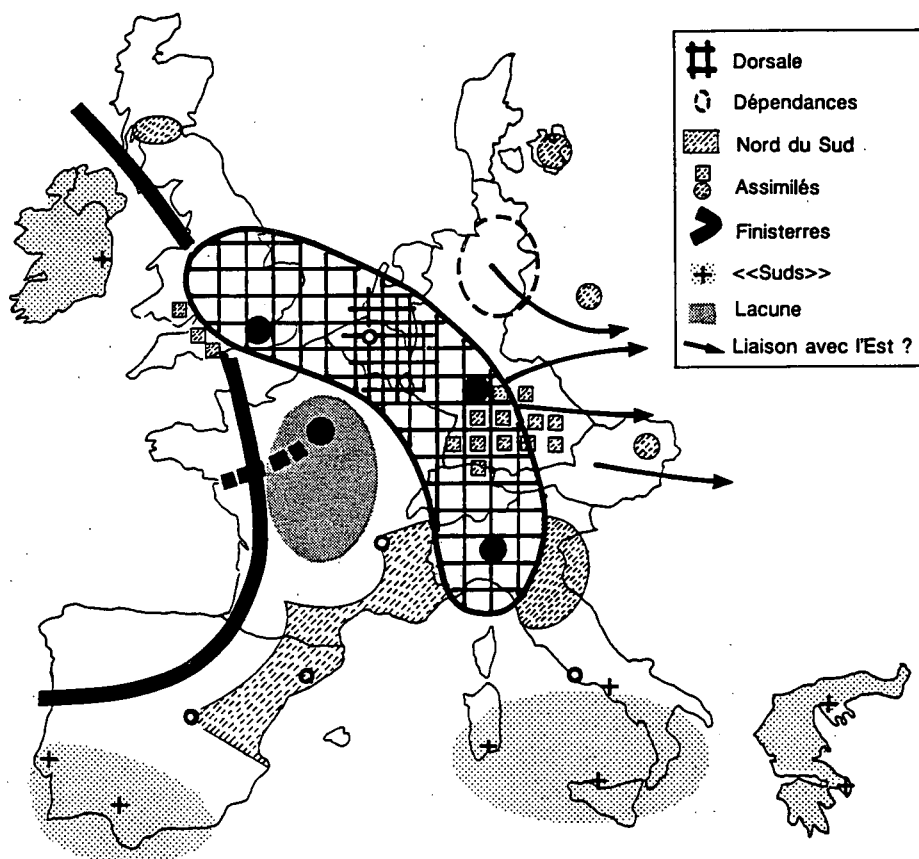 Dorsale
Dépendances
Nord du Sud
Assimilés
Finisterres
<<Suds>>
Lacune
Liaison avec l'Est ?